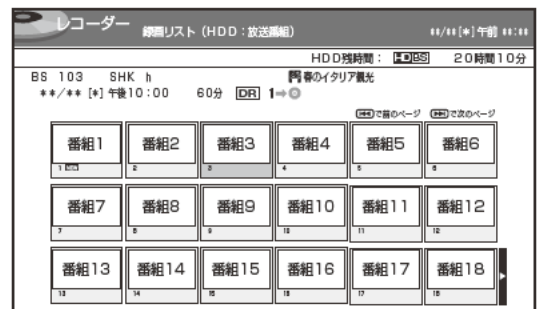 レコーダー 録画リスト（HDD：放送番組） **/**[*]午前 **:**
HDD残時間： HDBS 20時間10分
BS 103 SHK h 春のイタリア観光
**/** [*] 午後10:00 60分 DR 1⇒
で前のページ で次のページ
番組1 番組2 番組3 番組4 番組5 番組6
1 2 3 4 5 6
番組7 番組8 番組9 番組10 番組11 番組12
7 8 9 10 11 12
番組13 番組14 番組15 番組16 番組17 番組18
13 14 15 16 17 18